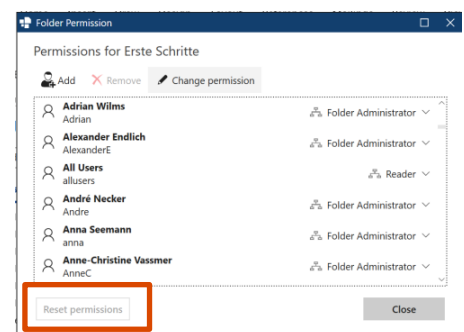 Folder Permission
Permissions for Erste Schritte
Add Remove Change permission
Adrian Wilms
Adrian
Folder Administrator
Alexander Endlich
AlexanderE
Folder Administrator
All Users
allusers
Reader
André Necker
Andre
Folder Administrator
Anna Seemann
anna
Folder Administrator
Anne-Christine Vassmer
AnneC
Folder Administrator
Reset permissions
Close